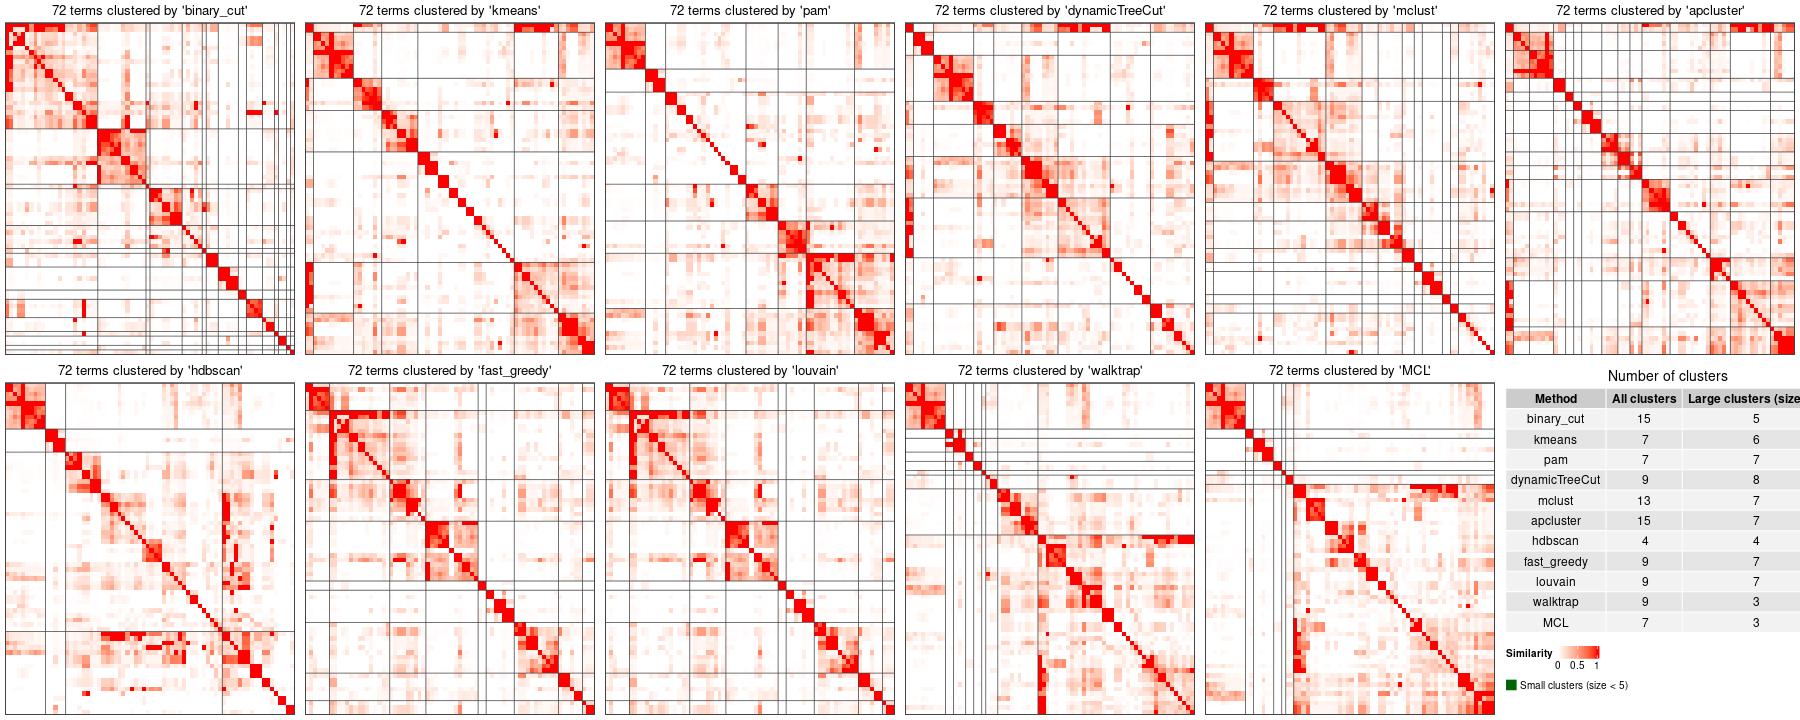 72 terms clustered by 'binary_cut'
72 terms clustered by 'kmeans'
72 terms clustered by 'pam'
72 terms clustered by 'dynamicTreeCut'
72 terms clustered by 'mclust'
72 terms clustered by 'apcluster'
72 terms clustered by 'hdbscan'
72 terms clustered by 'fast_greedy'
72 terms clustered by 'louvain'
72 terms clustered by 'walktrap'
72 terms clustered by 'MCL'
Number of clusters
Method All clusters Large clusters (size
binary_cut 15 5
kmeans 7 6
pam 7 7
dynamicTreeCut 9 8
mclust 13 7
apcluster 15 7
hdbscan 4 4
fast_greedy 9 7
louvain 9 7
walktrap 9 3
MCL 7 3
Similarity
0 0.5 1
Small clusters (size < 5)